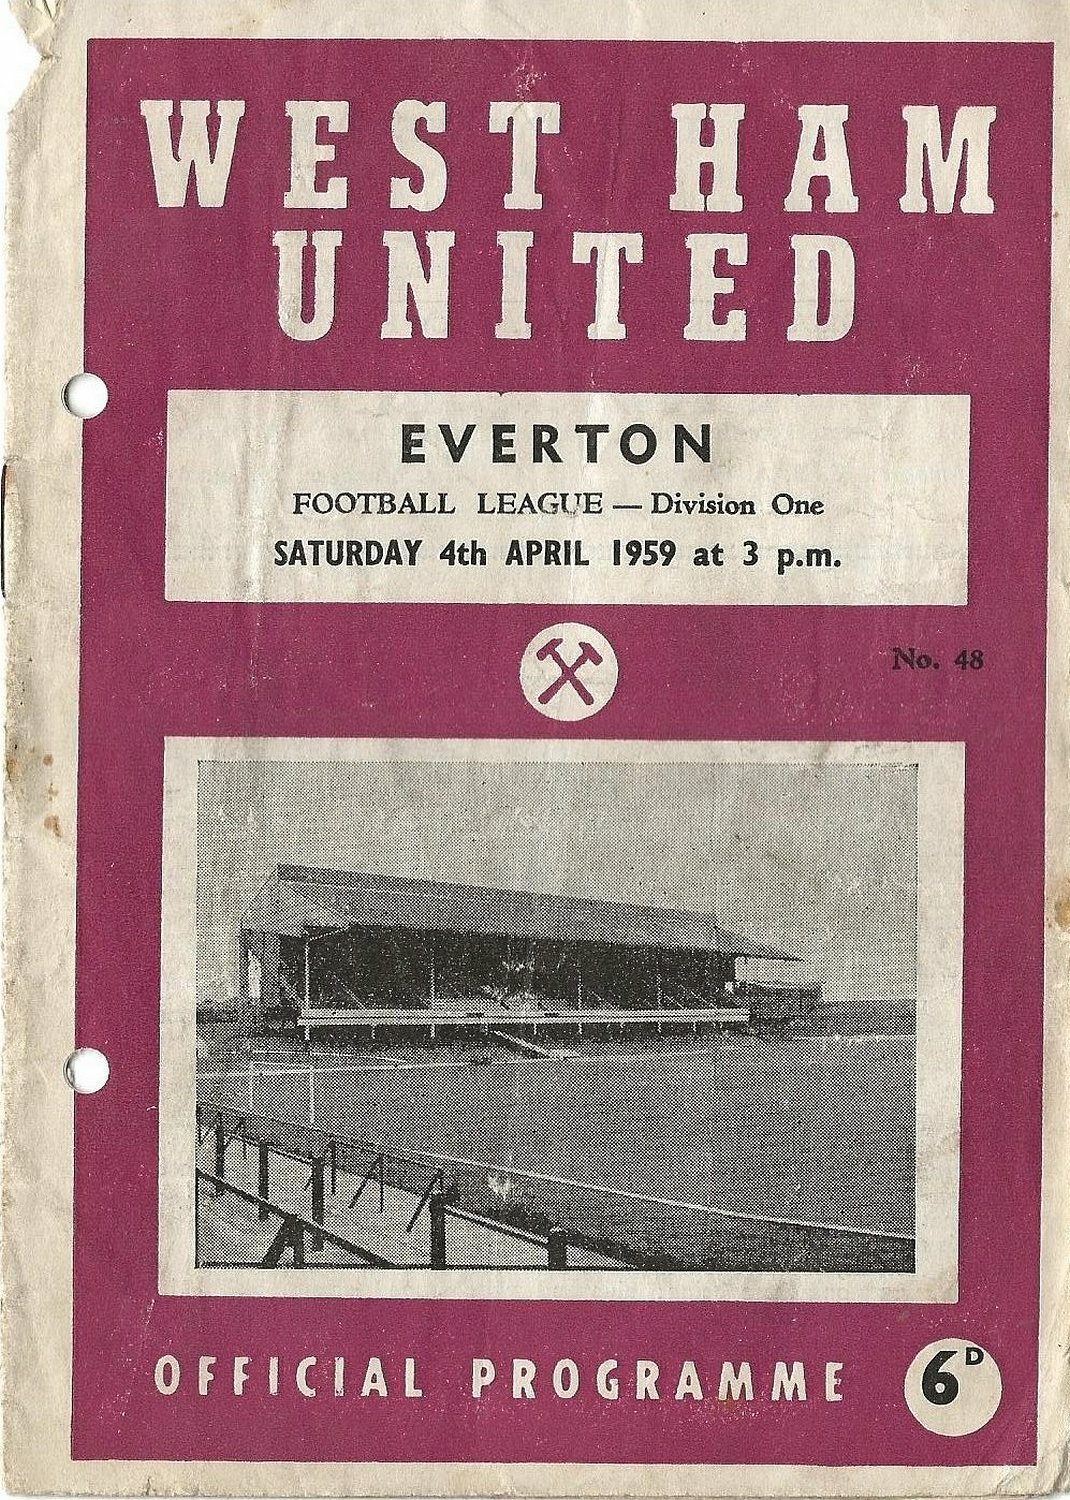 WEST HAM
UNITED
EVERTON
FOOTBALL LEAGUE — Division One
SATURDAY 4th APRIL 1959 at 3 p.m.
No. 48
OFFICIAL PROGRAMME
6D